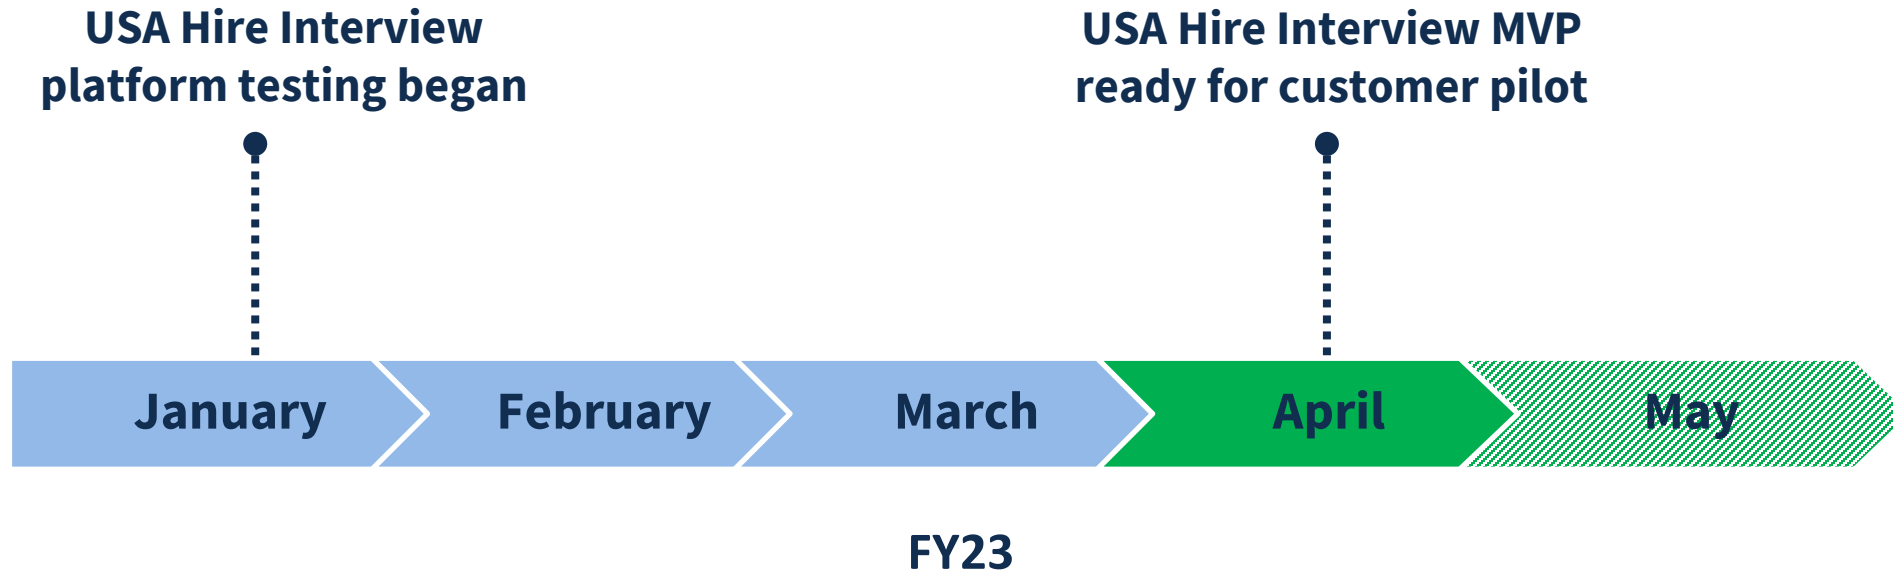 USA Hire Interview
platform testing began
USA Hire Interview MVP
ready for customer pilot
January
February
March
April
May
FY23